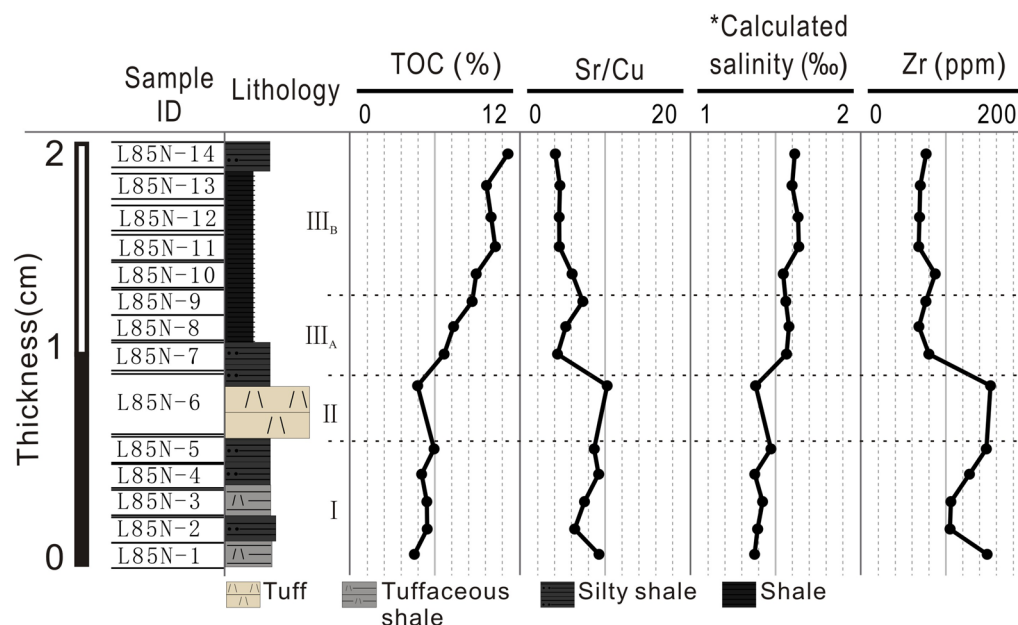 *Calculated
Sample TOC (%) Sr/Cu salinity (‰) Zr (ppm)
ID Lithology
0 12 0 20 1 2 0 200
2
L85N-14
L85N-13
L85N-12
III_B
L85N-11
L85N-10
L85N-9
L85N-8
III_A
1
L85N-7
L85N-6
II
L85N-5
L85N-4
L85N-3
I
L85N-2
0
L85N-1
Thickness(cm)
Tuff Tuffaceous Silty shale Shale
shale